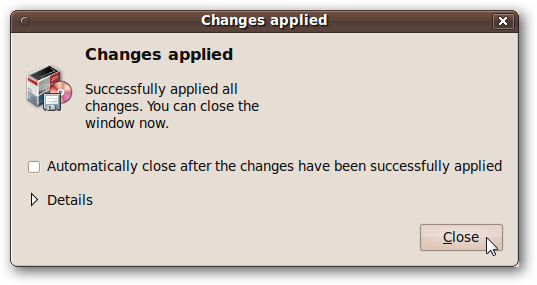 Changes applied
Changes applied
Successfully applied all
changes. You can close the
window now.
Automatically close after the changes have been successfully applied
Details
Close